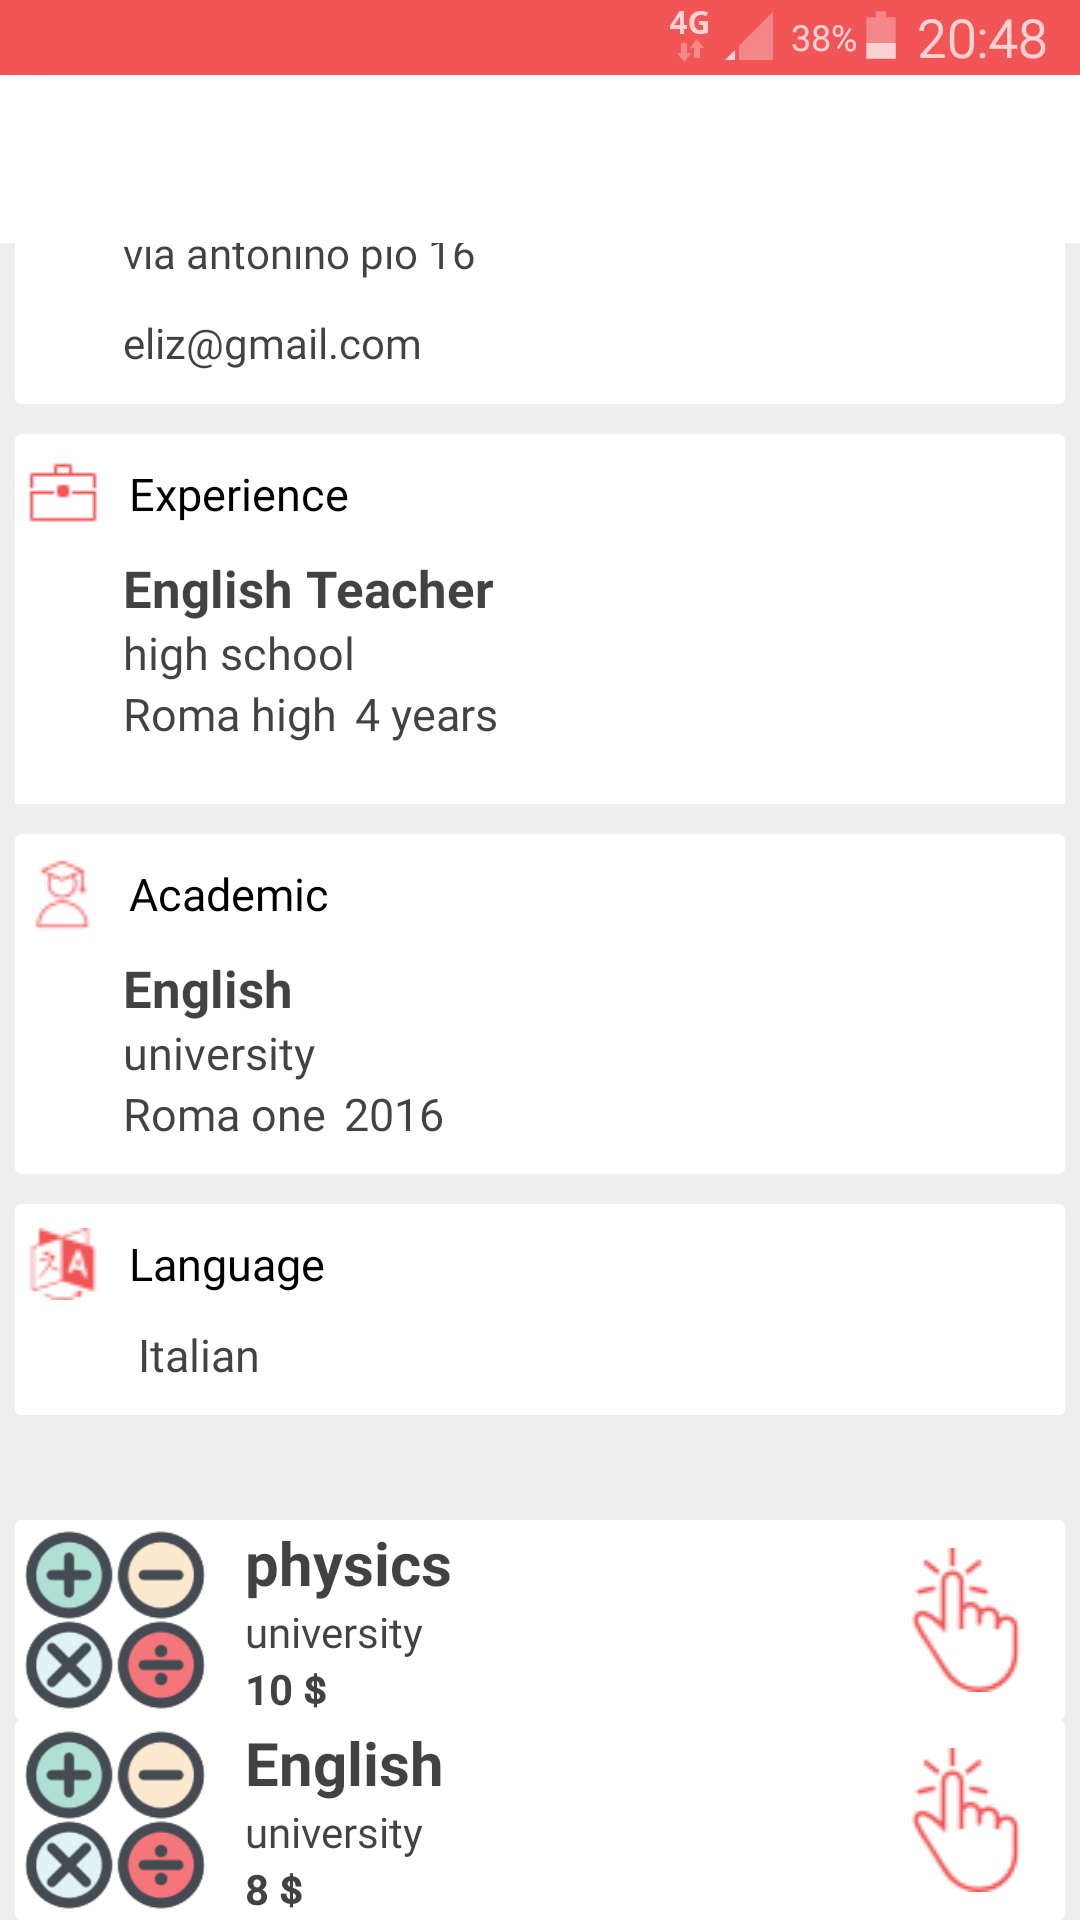 4G 38% 20:48
via antonino pio 16
eliz@gmail.com
Experience
English Teacher
high school
Roma high 4 years
Academic
English
university
Roma one 2016
Language
Italian
physics
university
10 $
English
university
8 $